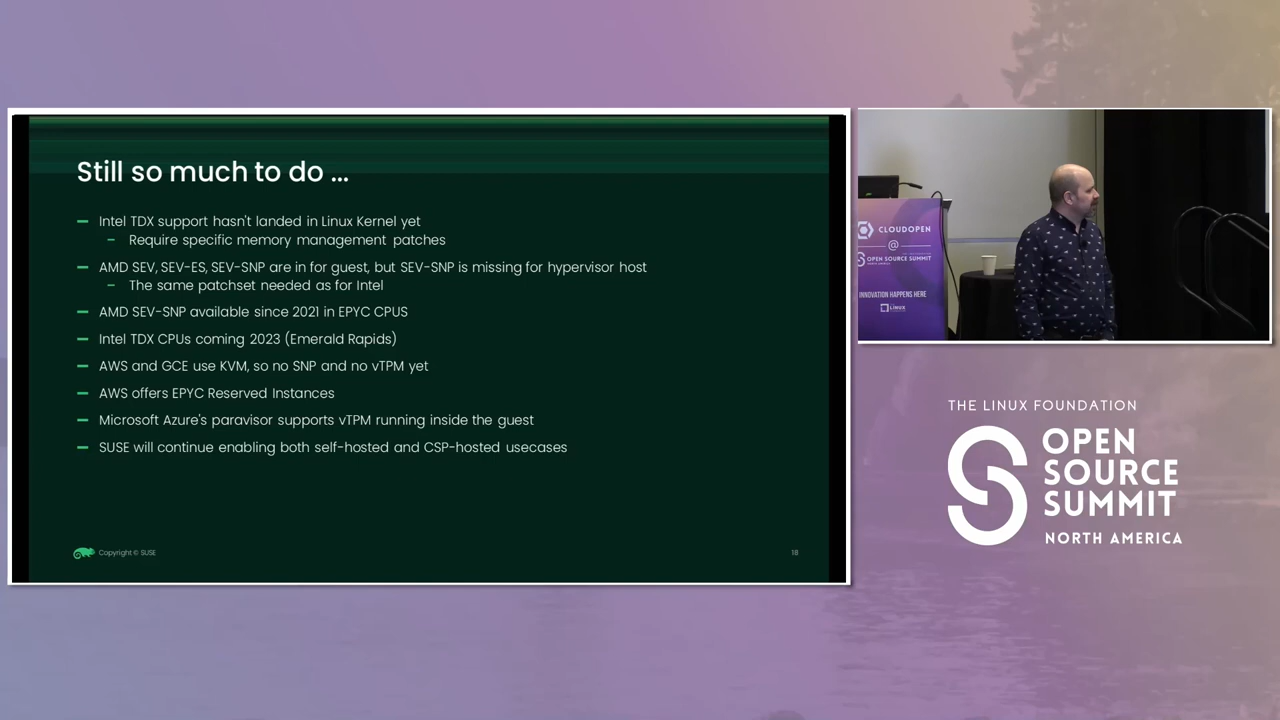 Still so much to do ...
Intel TDX support hasn't landed in Linux Kernel yet
Require specific memory management patches
AMD SEV, SEV-ES, SEV-SNP are in for guest, but SEV-SNP is missing for hypervisor host
The same patchset needed as for Intel
AMD SEV-SNP available since 2021 in EPYC CPUS
Intel TDX CPUs coming 2023 (Emerald Rapids)
AWS and GCE use KVM, so no SNP and no vTPM yet
AWS offers EPYC Reserved Instances
Microsoft Azure's paravisor supports vTPM running inside the guest
SUSE will continue enabling both self-hosted and CSP-hosted usecases
Copyright © SUSE
18
CLOUDOPEN
@
OPEN SOURCE SUMMIT
INNOVATION HAPPENS HERE
LINUX
THE LINUX FOUNDATION
OPEN
SOURCE
SUMMIT
NORTH AMERICA